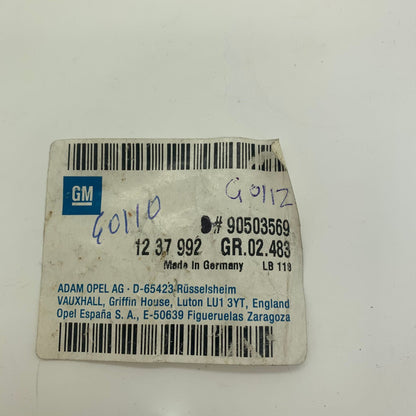 GM
60110
G0112
# 90503569
12 37 992 GR.02.483
Made in Germany LB 118
ADAM OPEL AG - D-65423 Rüsselsheim
VAUXHALL, Griffin House, Luton LU1 3YT, England
Opel España S. A., E-50639 Figueruelas Zaragoza